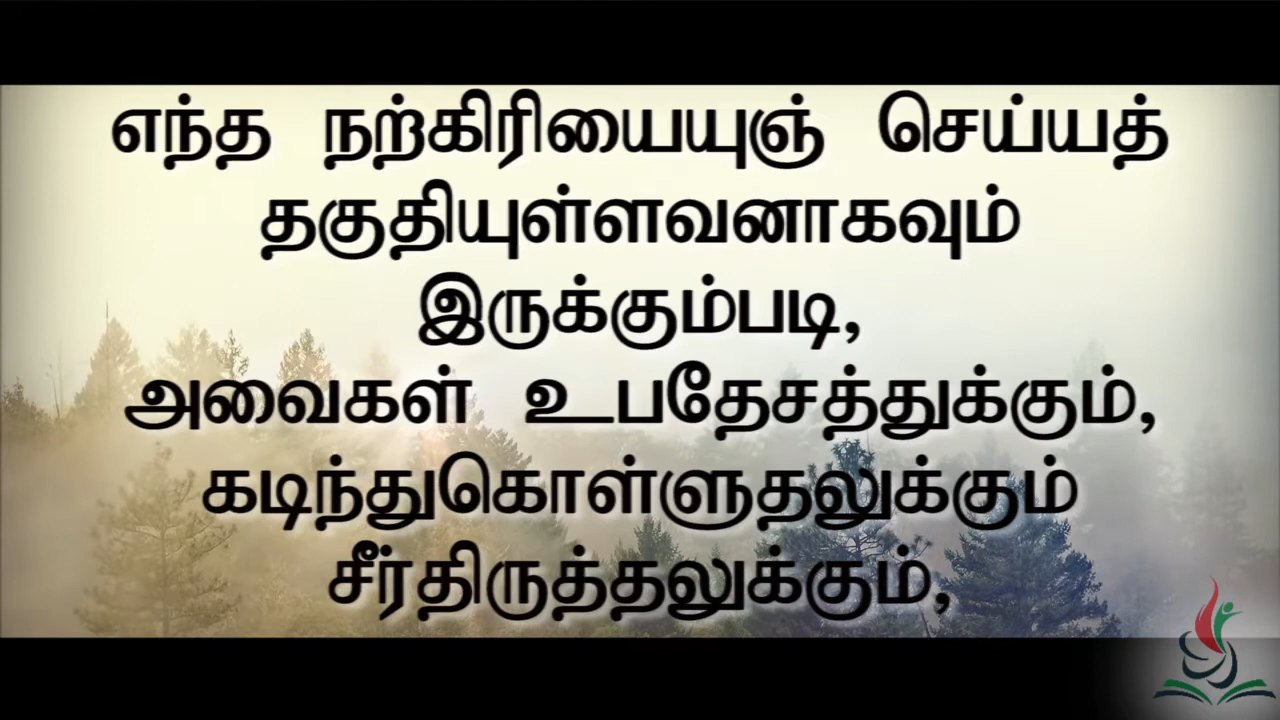 எந்த நற்கிரியையுஞ் செய்யத்
தகுதியுள்ளவனாகவும்
இருக்கும்படி,
அவைகள் உபதேசத்துக்கும்,
கடிந்துகொள்ளுதலுக்கும்
சீர்திருத்தலுக்கும்,